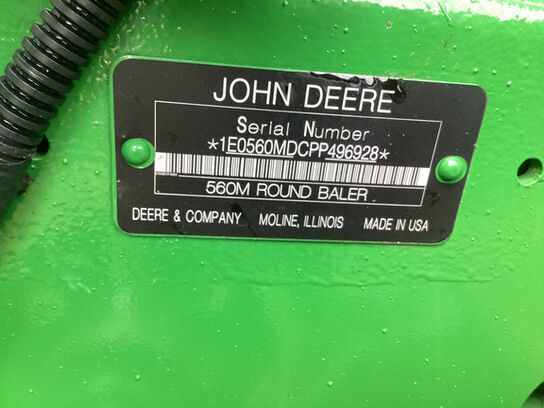 JOHN DEERE
Serial Number
*1E0560MDCPP496928*
560M ROUND BALER
DEERE & COMPANY MOLINE, ILLINOIS MADE IN USA